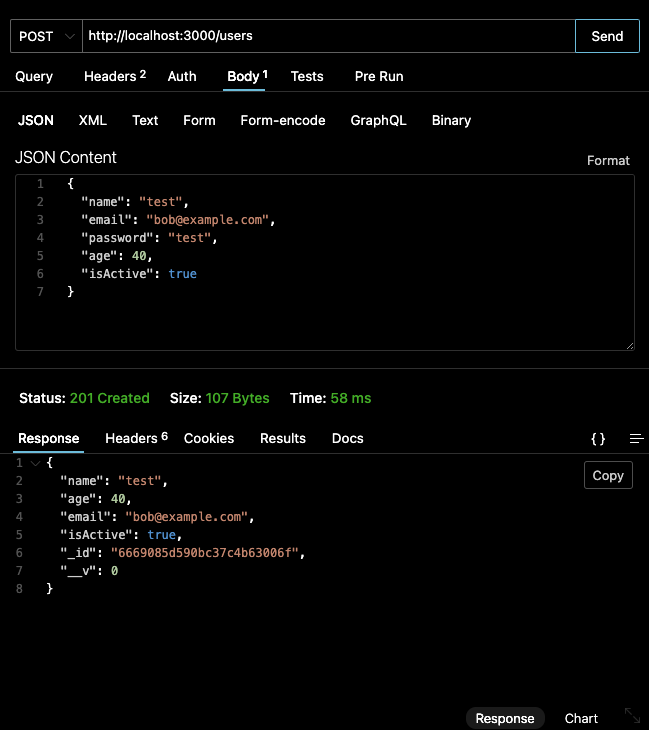 POST http://localhost:3000/users Send
Query Headers 2 Auth Body 1 Tests Pre Run
JSON XML Text Form Form-encode GraphQL Binary
JSON Content Format
1 {
2 "name": "test",
3 "email": "bob@example.com",
4 "password": "test",
5 "age": 40,
6 "isActive": true
7 }
Status: 201 Created Size: 107 Bytes Time: 58 ms
Response Headers 6 Cookies Results Docs { }
1 {
Copy
2 "name": "test",
3 "age": 40,
4 "email": "bob@example.com",
5 "isActive": true,
6 "_id": "6669085d590bc37c4b63006f",
7 "__v": 0
8 }
Response Chart